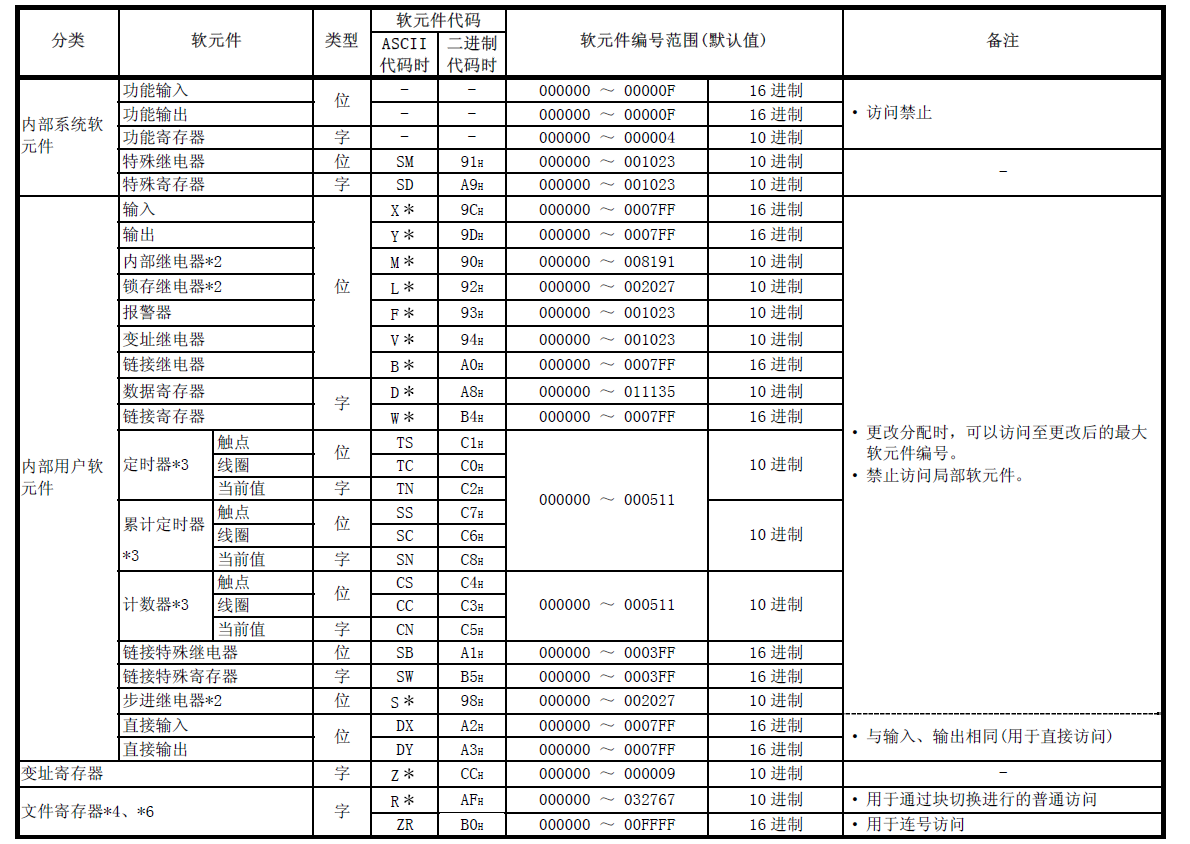 分类 软元件 类型 软元件代码 软元件编号范围(默认值) 备注
ASCII 代码时 二进制 代码时
内部系统软元件 功能输入 位 - - 000000 ～ 00000F 16 进制 • 访问禁止
功能输出 - - 000000 ～ 00000F 16 进制
功能寄存器 字 - - 000000 ～ 000004 10 进制
特殊继电器 位 SM 91H 000000 ～ 001023 10 进制 -
特殊寄存器 字 SD A9H 000000 ～ 001023 10 进制
内部用户软元件 输入 位 X＊ 9CH 000000 ～ 0007FF 16 进制
输出 Y＊ 9DH 000000 ～ 0007FF 16 进制
内部继电器*2 M＊ 90H 000000 ～ 008191 10 进制
锁存继电器*2 L＊ 92H 000000 ～ 002027 10 进制
报警器 F＊ 93H 000000 ～ 001023 10 进制
变址继电器 V＊ 94H 000000 ～ 001023 10 进制
链接继电器 B＊ A0H 000000 ～ 0007FF 16 进制
数据寄存器 字 D＊ A8H 000000 ～ 011135 10 进制
链接寄存器 W＊ B4H 000000 ～ 0007FF 16 进制
• 更改分配时，可以访问至更改后的最大
软元件编号。
• 禁止访问局部软元件。
定时器*3 触点 位 TS C1H 000000 ～ 000511 10 进制
线圈 TC C0H
当前值 字 TN C2H
累计定时器*3 触点 位 SS C7H 10 进制
线圈 SC C6H
当前值 字 SN C8H
计数器*3 触点 位 CS C4H 000000 ～ 000511 10 进制
线圈 CC C3H
当前值 字 CN C5H
链接特殊继电器 位 SB A1H 000000 ～ 0003FF 16 进制
链接特殊寄存器 字 SW B5H 000000 ～ 0003FF 16 进制
步进继电器*2 位 S＊ 98H 000000 ～ 002027 10 进制
直接输入 位 DX A2H 000000 ～ 0007FF 16 进制 • 与输入、输出相同(用于直接访问)
直接输出 DY A3H 000000 ～ 0007FF 16 进制
变址寄存器 字 Z＊ CCH 000000 ～ 000009 10 进制 -
文件寄存器*4、*6 字 R＊ AFH 000000 ～ 032767 10 进制 • 用于通过块切换进行的普通访问
ZR B0H 000000 ～ 00FFFF 16 进制 • 用于连号访问